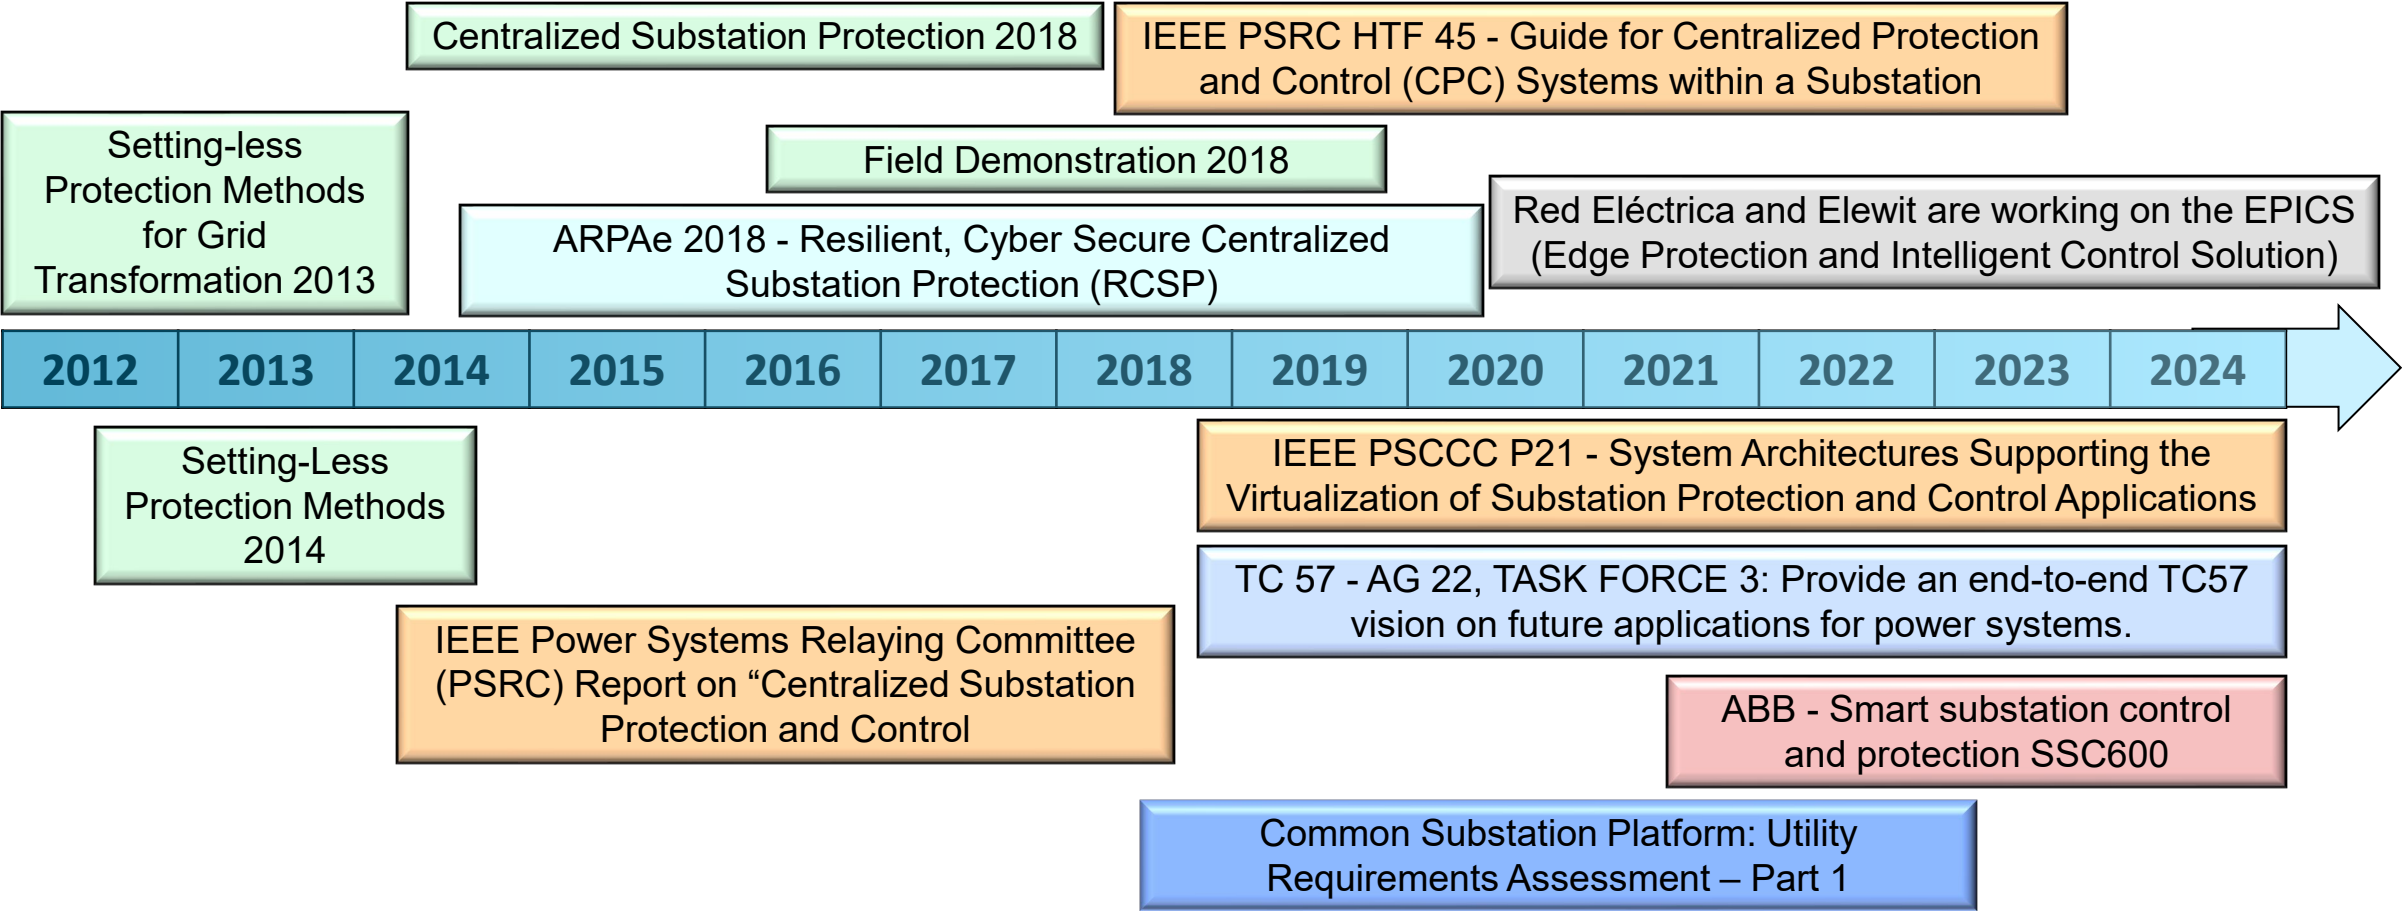 Centralized Substation Protection 2018
IEEE PSRC HTF 45 - Guide for Centralized Protection
and Control (CPC) Systems within a Substation
Setting-less
Protection Methods
for Grid
Transformation 2013
Field Demonstration 2018
ARPAe 2018 - Resilient, Cyber Secure Centralized
Substation Protection (RCSP)
Red Eléctrica and Elewit are working on the EPICS
(Edge Protection and Intelligent Control Solution)
2012 2013 2014 2015 2016 2017 2018 2019 2020 2021 2022 2023 2024
Setting-Less
Protection Methods
2014
IEEE PSCCC P21 - System Architectures Supporting the
Virtualization of Substation Protection and Control Applications
TC 57 - AG 22, TASK FORCE 3: Provide an end-to-end TC57
vision on future applications for power systems.
IEEE Power Systems Relaying Committee
(PSRC) Report on “Centralized Substation
Protection and Control
ABB - Smart substation control
and protection SSC600
Common Substation Platform: Utility
Requirements Assessment – Part 1